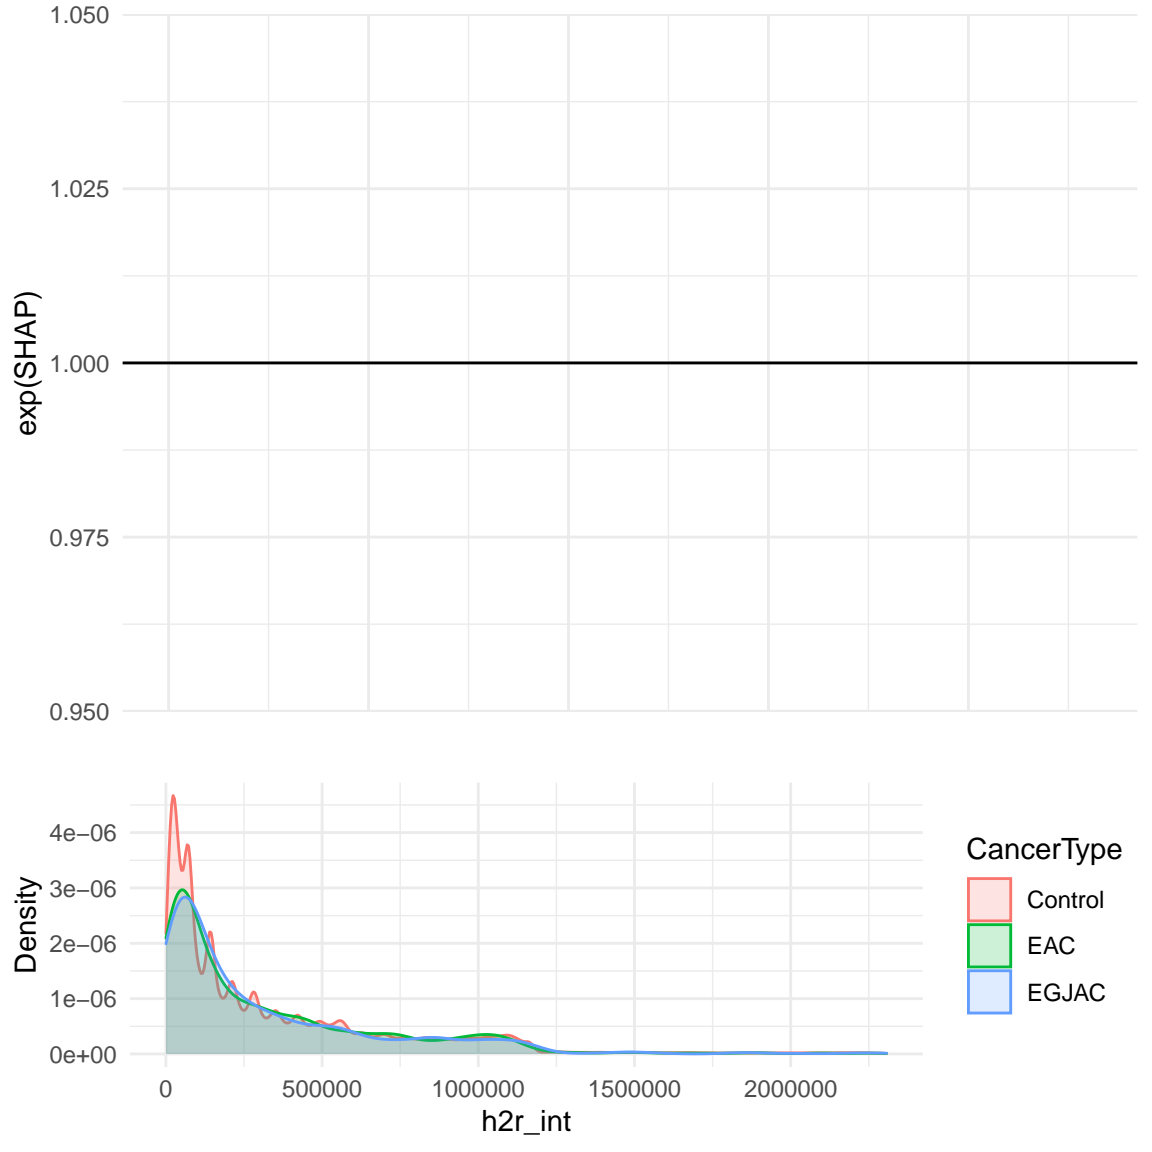 1.050
1.025
1.000
0.975
0.950
exp(SHAP)
4e−06
3e−06
2e−06
1e−06
0e+00
Density
0 500000 1000000 1500000 2000000
h2r_int
CancerType
Control
EAC
EGJAC